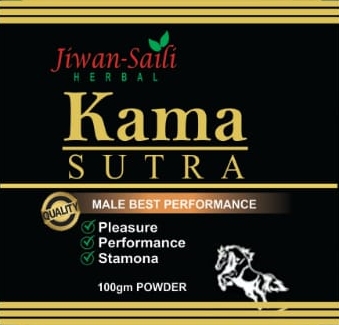 Jiwan-Saili
HERBAL
Kama
SUTRA
QUALITY
MALE BEST PERFORMANCE
Pleasure
Performance
Stamona
100gm POWDER